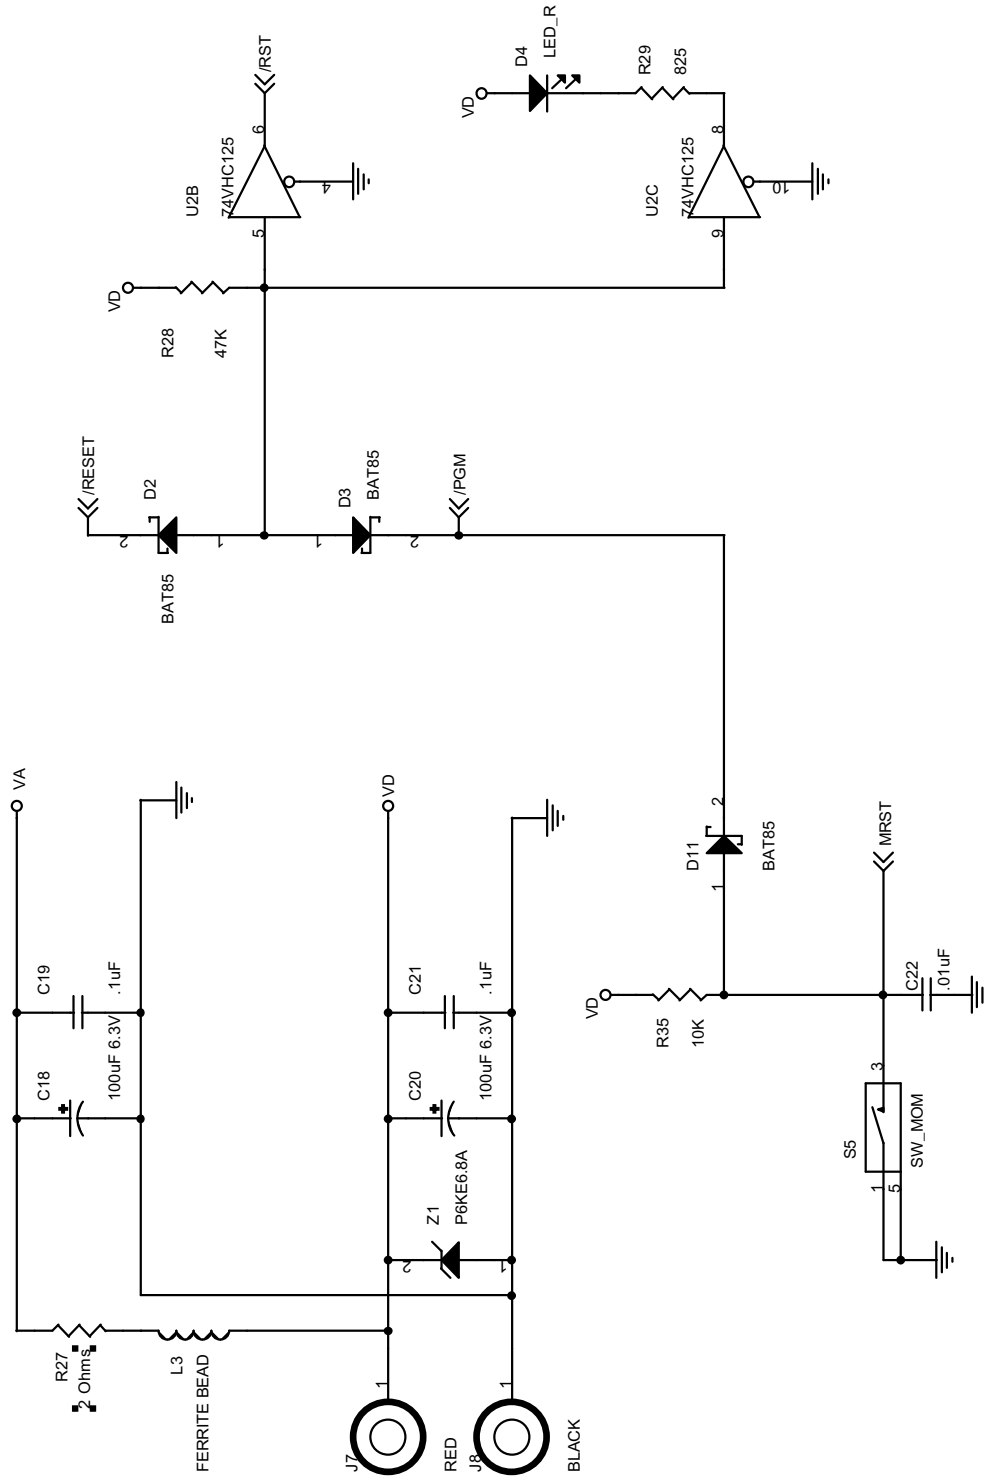 VA
C19
.1uF
C18
100uF 6.3V
R27
2 Ohms
L3
FERRITE BEAD
VD
C21
.1uF
C20
100uF 6.3V
Z1
P6KE6.8A
2
1
J7
1
RED
J8
1
BLACK
/RESET
D2
BAT85
2
1
D3
BAT85
1
2
/PGM
VD
R28
47K
U2B
74VHC125
5
6
4
/RST
VD
D4
LED_R
R29
825
U2C
74VHC125
9
8
10
VD
R35
10K
D11
BAT85
1
2
MRST
C22
.01uF
S5
SW_MOM
3
1
5